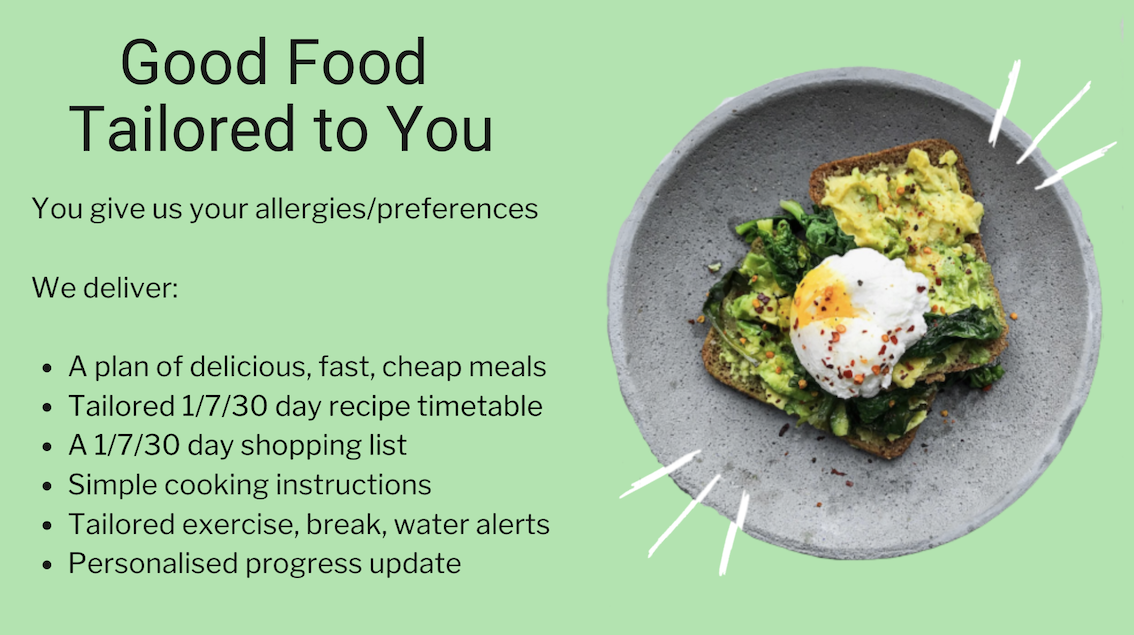 Good Food
Tailored to You
You give us your allergies/preferences
We deliver:
• A plan of delicious, fast, cheap meals
• Tailored 1/7/30 day recipe timetable
• A 1/7/30 day shopping list
• Simple cooking instructions
• Tailored exercise, break, water alerts
• Personalised progress update